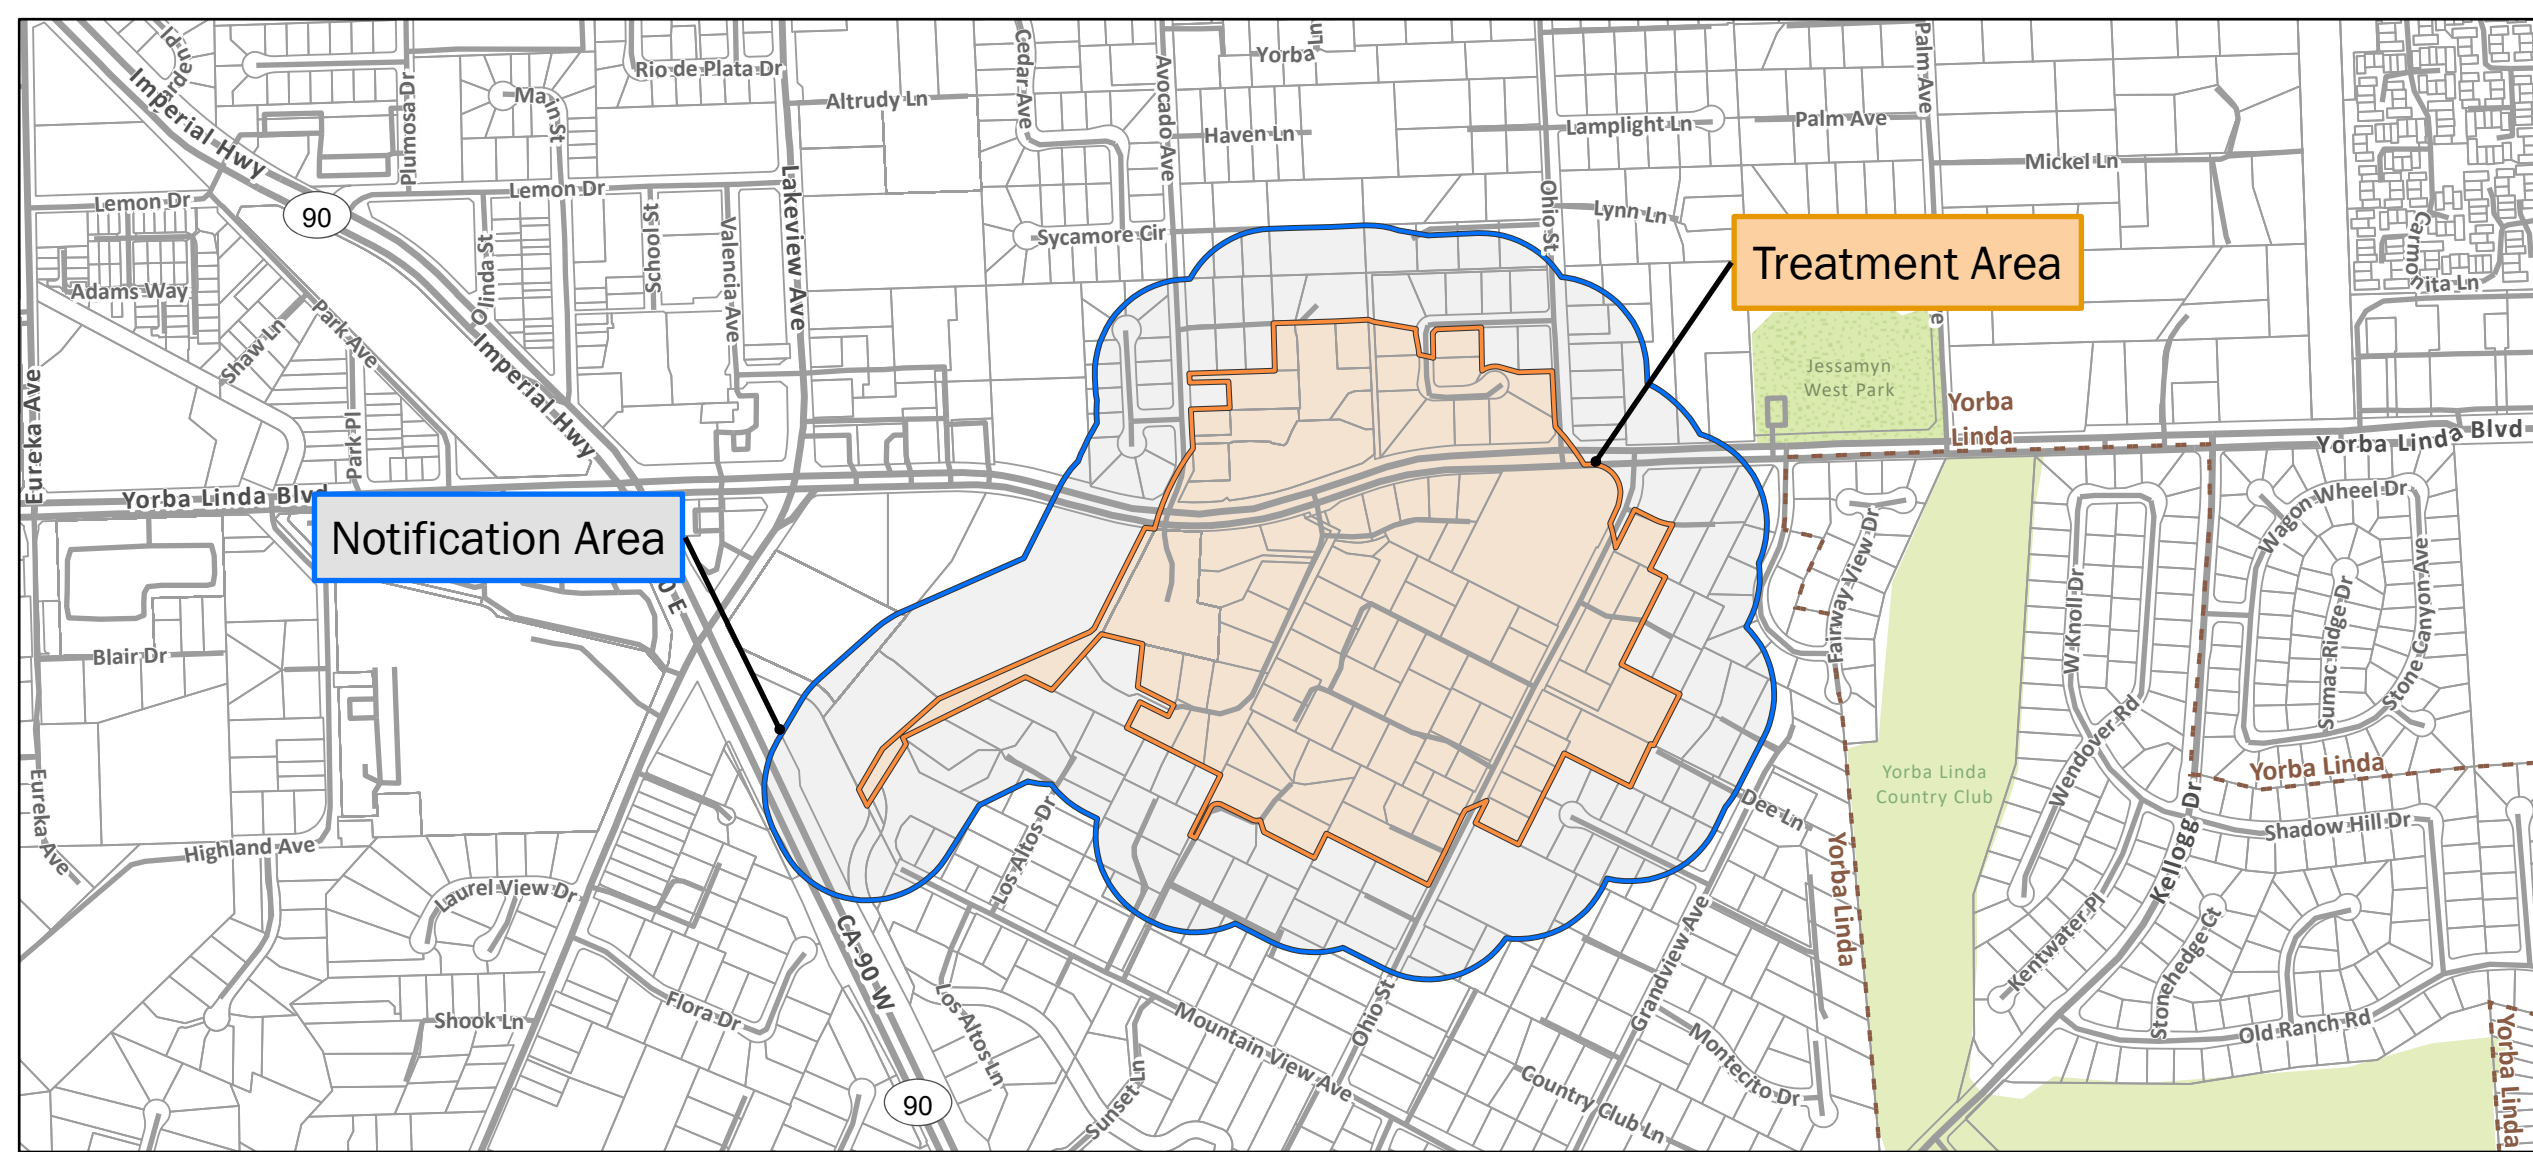 Imperial Hwy
Plumosa Dr
Main St
Rio de Plata Dr
Altrudy Ln
Cedar Ave
Avocado Ave
Yorba
Ln
Haven Ln
Lamplight Ln
Palm Ave
Palm Ave
Mickel Ln
Lemon Dr
90
Lemon Dr
Olinda St
School St
Valencia Ave
Lakeview Ave
Sycamore Cir
Ohio St
Lynn Ln
Treatment Area
Adams Way
Shaw Ln
Park Ave
Imperial Hwy
Jessamyn
West Park
Yorba
Linda
Eureka Ave
Park Pl
Yorba Linda Blvd
Yorba Linda Blvd
Notification Area
Wagon Wheel Dr
Fairway View Dr
W Knoll Dr
Sumac Ridge Dr
Stone Canyon Ave
Blair Dr
Wendover Rd
Yorba Linda
Yorba Linda
Country Club
Eureka Ave
Highland Ave
Los Altos Dr
Dee Ln
Yorba Linda
Kellogg Dr
Shadow Hill Dr
Laurel View Dr
CA-90 W
Kentwater Pl
Stonehedge Ct
Flora Dr
Shook Ln
Los Altos Ln
Mountain View Ave
Ohio St
Grandview Ave
Montecito Dr
Old Ranch Rd
Yorba Linda
90
Sunset Ln
Country Club Ln